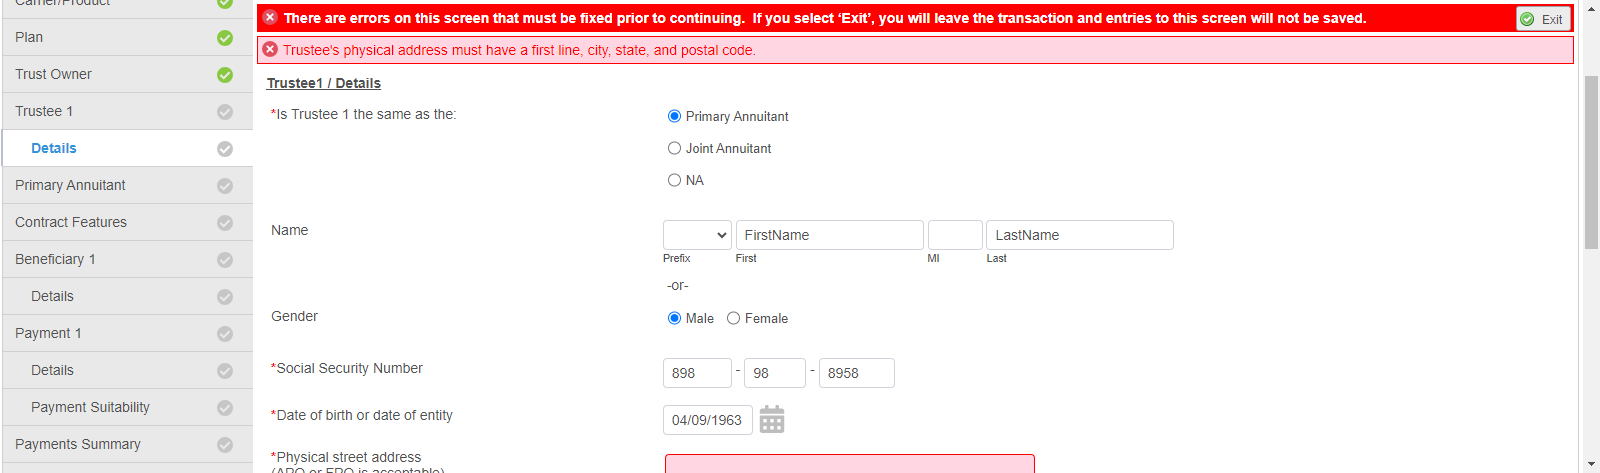 Carrier/Product
There are errors on this screen that must be fixed prior to continuing. If you select ‘Exit’, you will leave the transaction and entries to this screen will not be saved.
Exit
Plan
Trustee's physical address must have a first line, city, state, and postal code.
Trust Owner
Trustee1 / Details
Trustee 1
*Is Trustee 1 the same as the:
Primary Annuitant
Details
Joint Annuitant
Primary Annuitant
NA
Contract Features
Name
FirstName
LastName
Prefix First MI Last
Beneficiary 1
-or-
Details
Gender
Male Female
Payment 1
Details
*Social Security Number
898 - 98 - 8958
Payment Suitability
*Date of birth or date of entity
04/09/1963
Payments Summary
*Physical street address
(APO or FPO is acceptable)